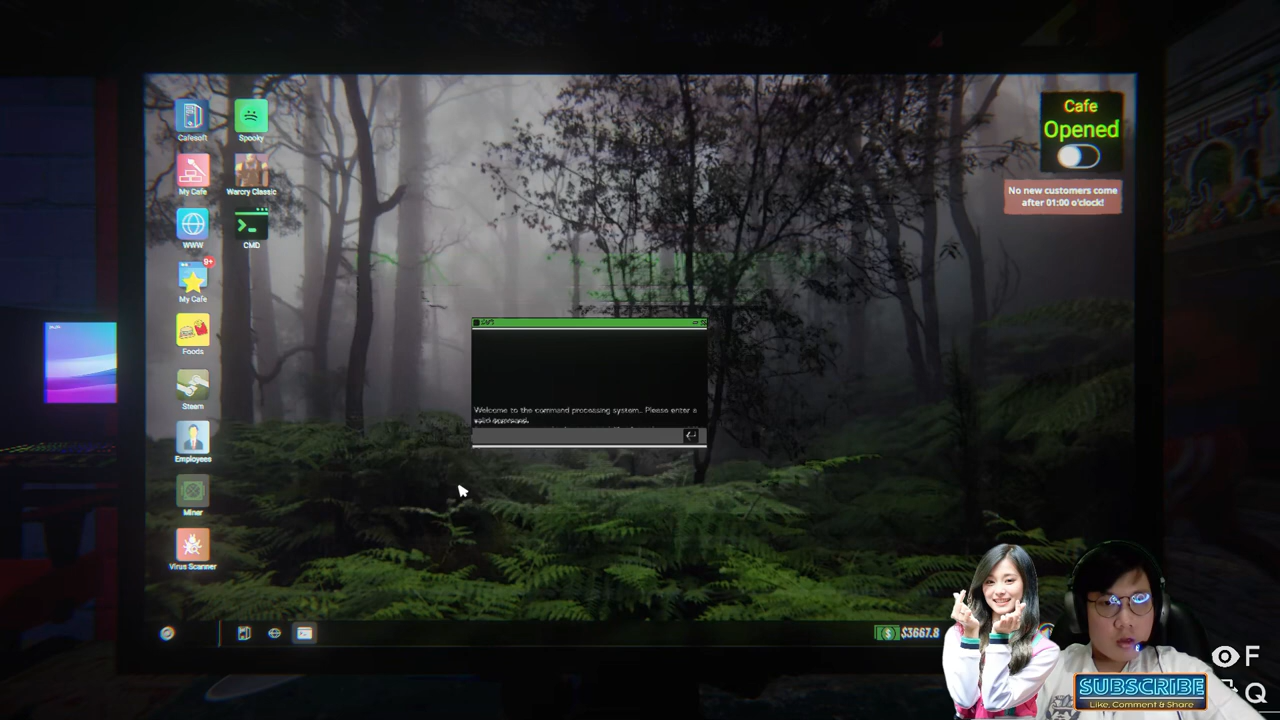 Cafesoft
Spooky
My Cafe
Warcry Classic
WWW
CMD
9+
My Cafe
Foods
Steam
Employees
Miner
Virus Scanner
Cafe
Opened
No new customers come
after 01:00 o'clock!
Welcome to the command processing system.. Please enter a
valid command.
$3667.8
F
Q
SUBSCRIBE
Like, Comment & Share